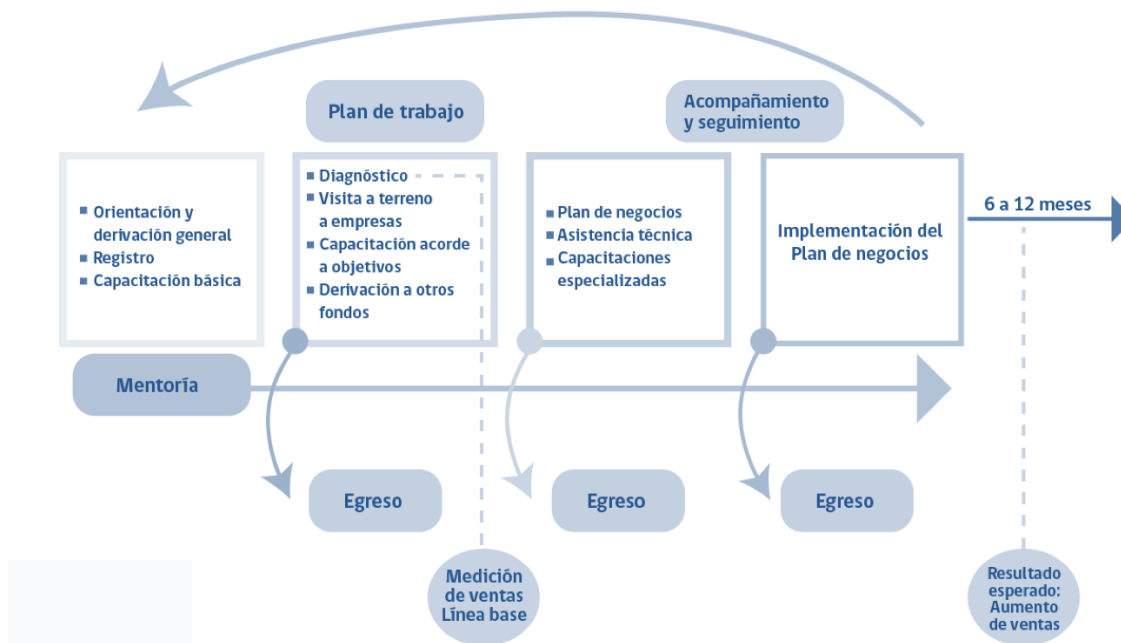 Plan de trabajo
Acompañamiento
y seguimiento
Orientación y
derivación general
Registro
Capacitación básica
Diagnóstico
Visita a terreno
a empresas
Capacitación acorde
a objetivos
Derivación a otros
fondos
Plan de negocios
Asistencia técnica
Capacitaciones
especializadas
Implementación del
Plan de negocios
6 a 12 meses
Mentoría
Egreso
Egreso
Egreso
Medición
de ventas
Línea base
Resultado
esperado:
Aumento
de ventas